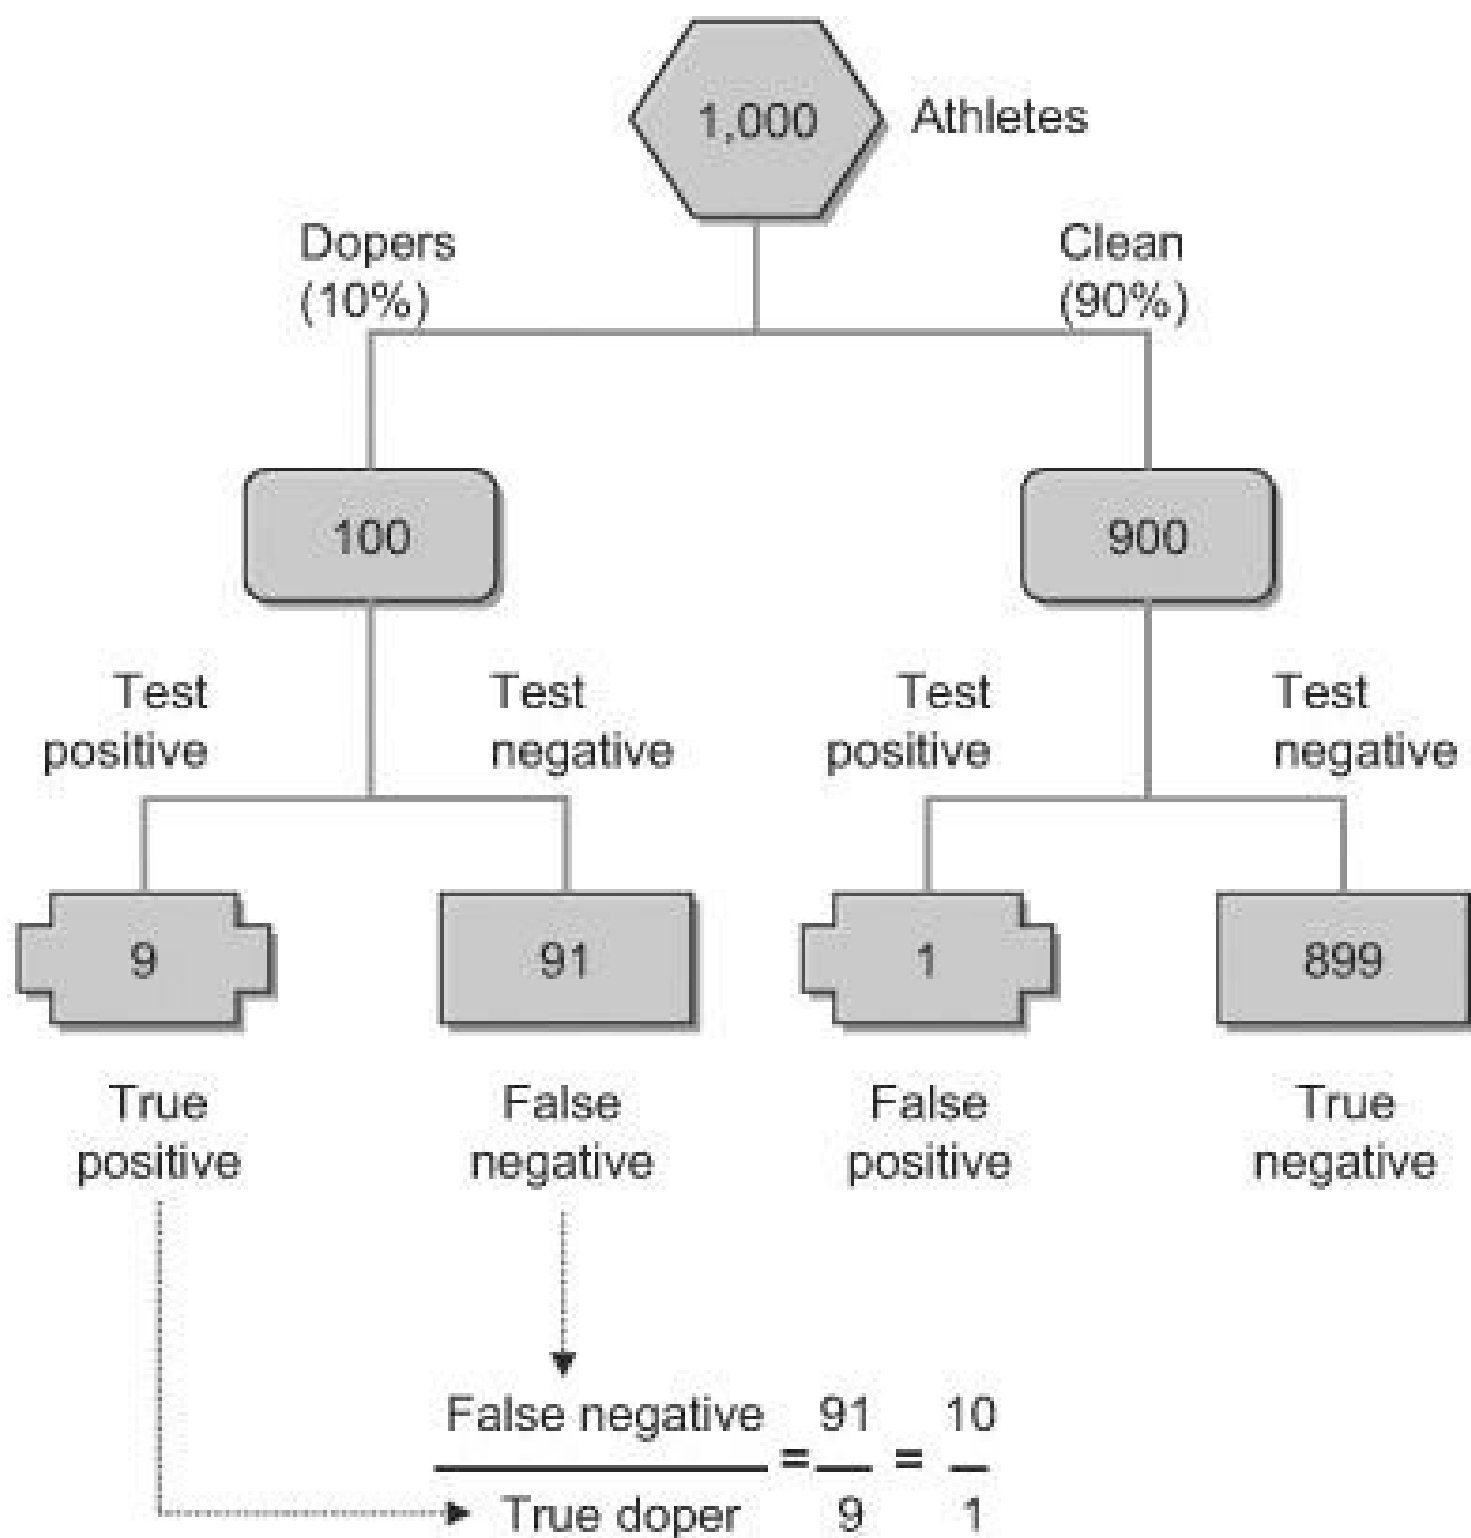 1,000 Athletes
Dopers
(10%)
Clean
(90%)
100
900
Test
positive
Test
negative
Test
positive
Test
negative
9
91
1
899
True
positive
False
negative
False
positive
True
negative
False negative = 91 = 10
True doper 9 1